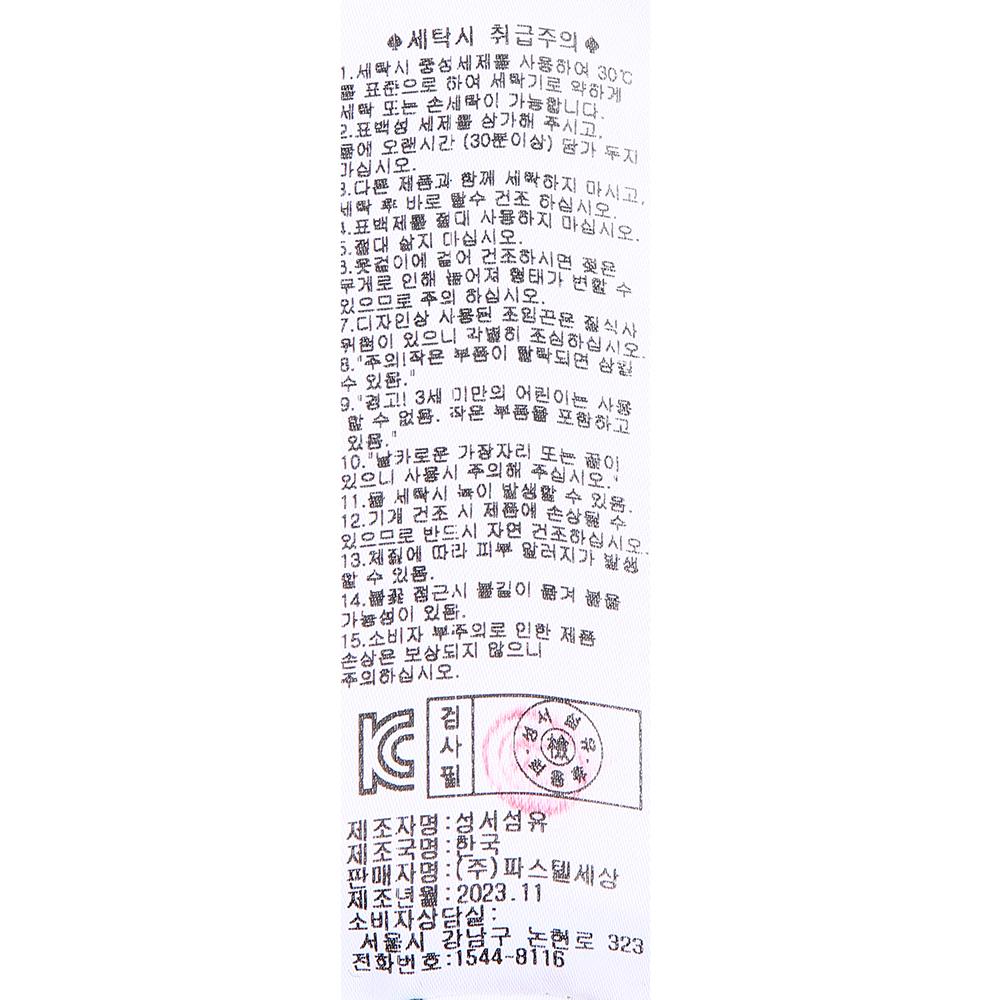 ♠세탁시 취급주의♠
1.세탁시 중성세제를 사용하여 30℃
를 표준으로 하여 세탁기로 약하게
세탁 또는 손세탁이 가능합니다.
2.표백성 세제를 삼가해 주시고,
물에 오랜시간 (30분이상) 담가 두지
마십시오.
3.다른 제품과 함께 세탁하지 마시고,
세탁 후 바로 탈수 건조 하십시오.
4.표백제를 절대 사용하지 마십시오.
5.절대 삶지 마십시오.
6.옷걸이에 걸어 건조하시면 젖은
무게로 인해 늘어져 형태가 변할 수
있으므로 주의 하십시오.
7.디자인상 사용된 조임끈은 질식사
위험이 있으니 각별히 조심하십시오.
8."주의!작은 부품이 탈락되면 삼킬
수 있음."
9."경고!! 3세 미만의 어린이는 사용
할 수 없음. 작은 부품을 포함하고
있음."
10."날카로운 가장자리 또는 끝이
있으니 사용시 주의해 주십시오."
11.물 세탁시 녹이 발생할 수 있음.
12.기계 건조 시 제품에 손상될 수
있으므로 반드시 자연 건조하십시오.
13.체질에 따라 피부 알러지가 발생
할 수 있음.
14.불꽃 접근시 불길이 옮겨 붙을
가능성이 있음.
15.소비자 부주의로 인한 제품
손상은 보상되지 않으니
주의하십시오.
KC
검사필
檢
제조자명:성서섬유
제조국명:한국
판매자명:(주)파스텔세상
제조년월:2023.11
소비자상담실:
서울시 강남구 논현로 323
전화번호:1544-8116